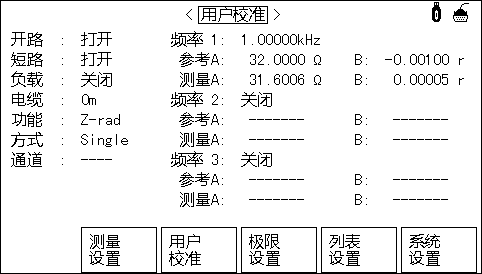 <用户校准>
开路 : 打开 频率 1: 1.00000kHz
短路 : 打开 参考A: 32.0000 Ω B: -0.00100 r
负载 : 关闭 测量A: 31.6006 Ω B: 0.00005 r
电缆 : 0m 频率 2: 关闭
功能 : Z-rad 参考A: ------- B: -------
方式 : Single 测量A: ------- B: -------
通道 : ---- 频率 3: 关闭
参考A: ------- B: -------
测量A: ------- B: -------
测量 用户 极限 列表 系统
设置 校准 设置 设置 设置